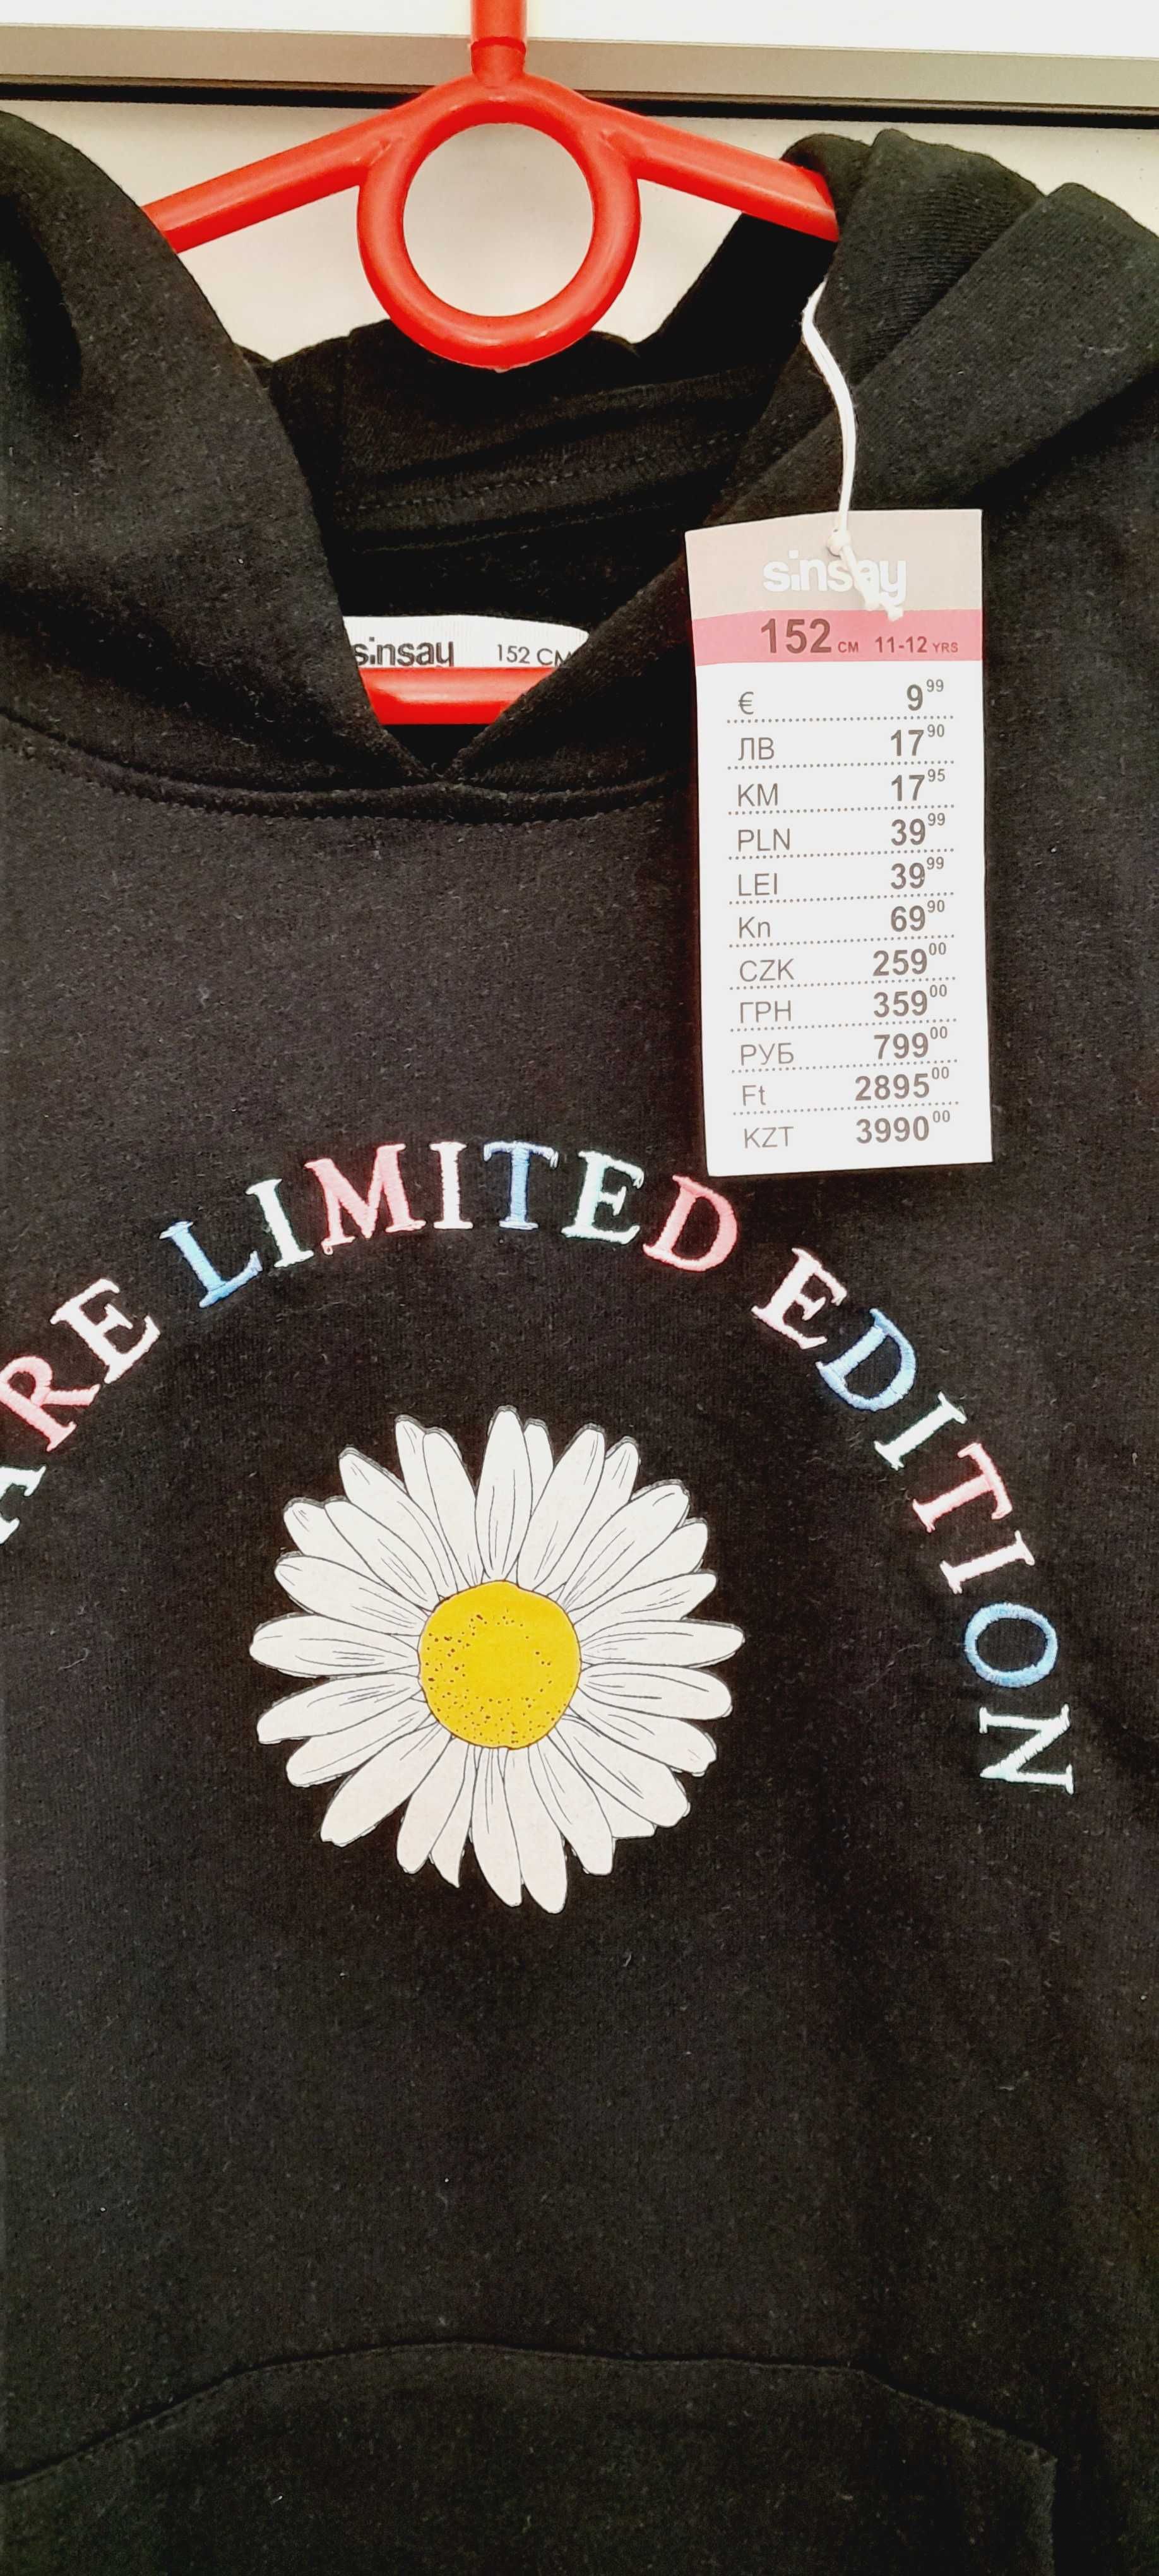 sinsay
152 CM 11-12 YRS
sinsay 152 CM
€ 9 99
ЛВ 17 90
KM 17 95
PLN 39 99
LEI 39 99
Kn 69 90
CZK 259 00
ГРН 359 00
РУБ 799 00
Ft 2895 00
KZT 3990 00
ARE LIMITED EDITION